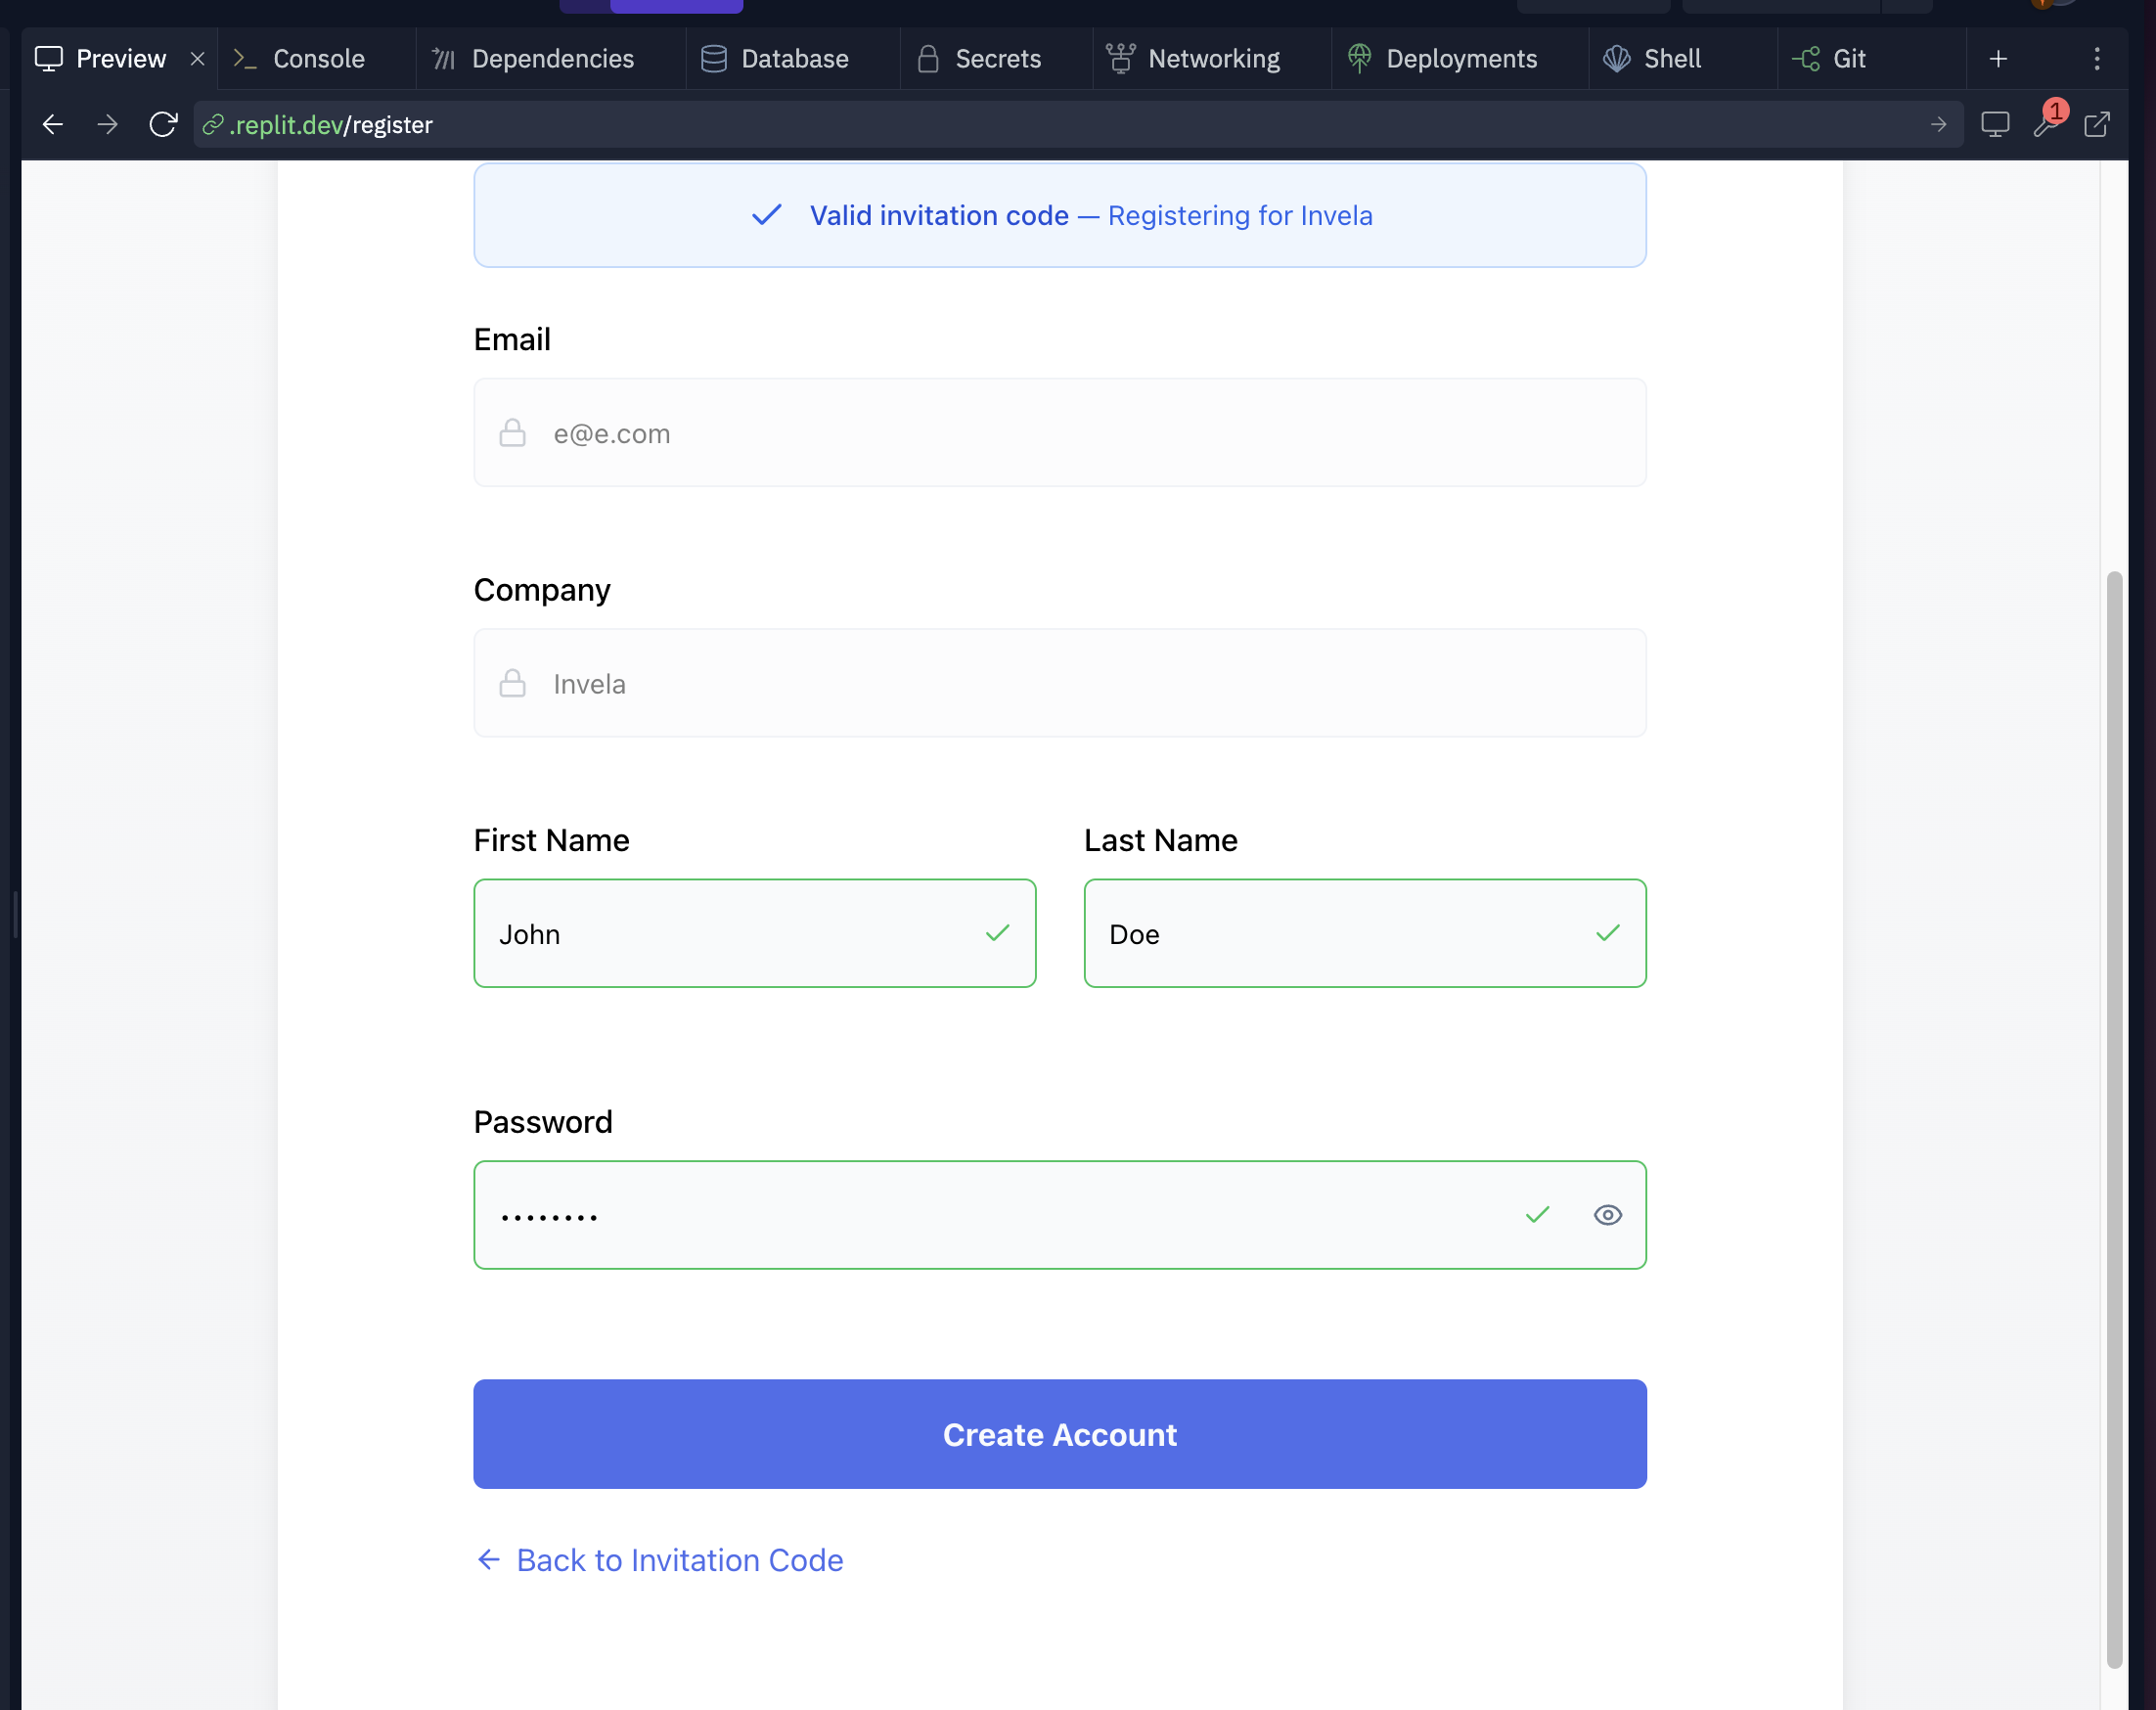 Preview
Console
Dependencies
Database
Secrets
Networking
Deployments
Shell
Git
.replit.dev/register
1
Valid invitation code — Registering for Invela
Email
e@e.com
Company
Invela
First Name
Last Name
John
Doe
Password
••••••••
Create Account
← Back to Invitation Code